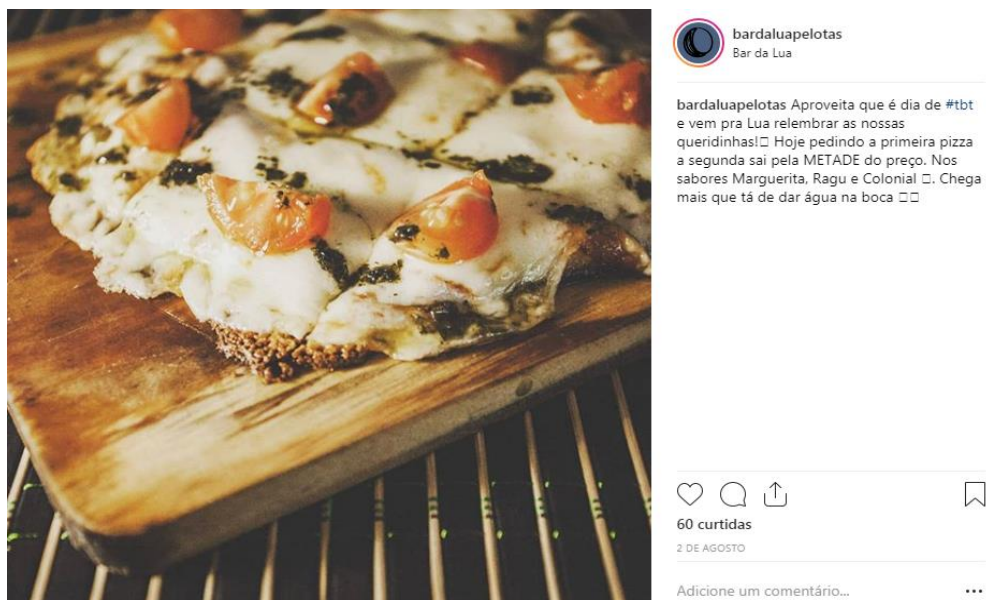 bardaluapelotas
Bar da Lua
bardaluapelotas Aproveita que é dia de #tbt
e vem pra Lua relembrar as nossas
queridinhas!□ Hoje pedindo a primeira pizza
a segunda sai pela METADE do preço. Nos
sabores Marguerita, Ragu e Colonial □. Chega
mais que tá de dar água na boca □□
60 curtidas
2 DE AGOSTO
Adicione um comentário...